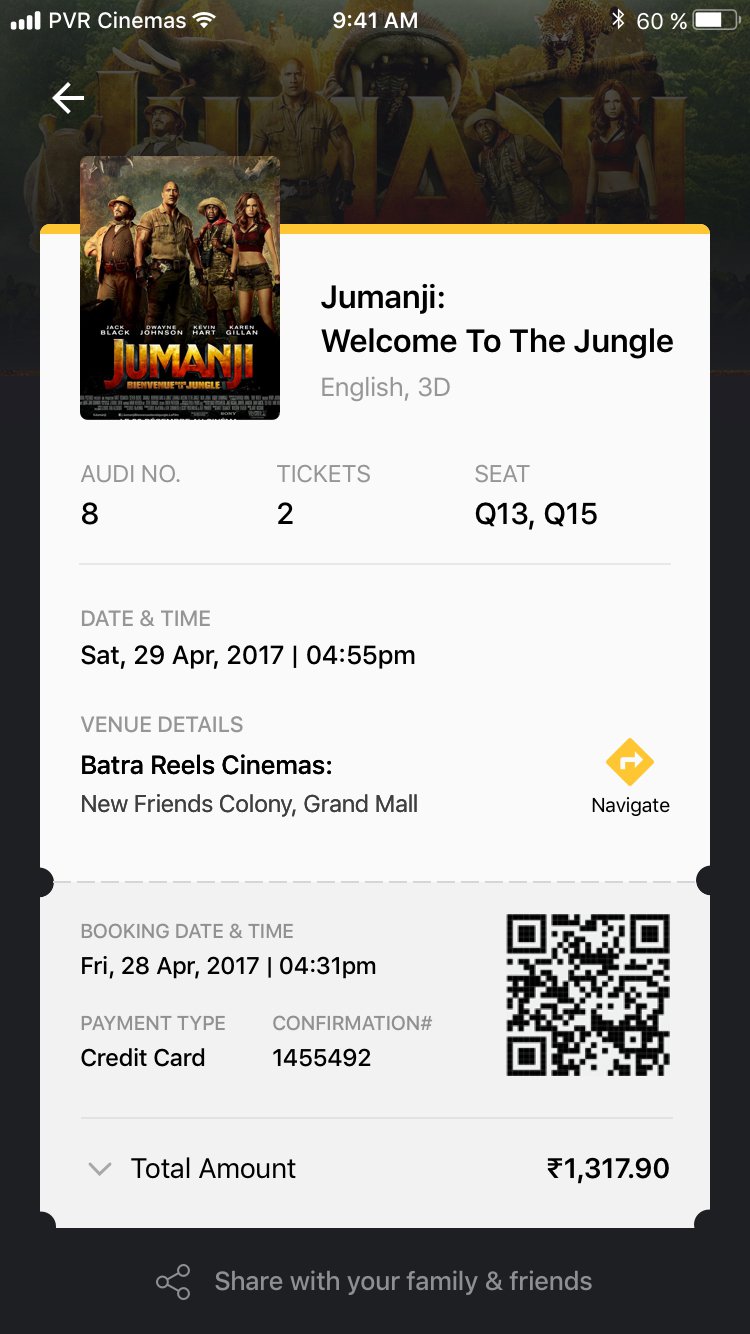 PVR Cinemas
9:41 AM
60 %
JUMANJI
JACK BLACK DWAYNE JOHNSON KEVIN HART KAREN GILLAN
JUMANJI
BIENVENUE DANS LA JUNGLE
Jumanji:
Welcome To The Jungle
English, 3D
AUDI NO. TICKETS SEAT
8 2 Q13, Q15
DATE & TIME
Sat, 29 Apr, 2017 | 04:55pm
VENUE DETAILS
Batra Reels Cinemas:
New Friends Colony, Grand Mall
Navigate
BOOKING DATE & TIME
Fri, 28 Apr, 2017 | 04:31pm
PAYMENT TYPE CONFIRMATION#
Credit Card 1455492
Total Amount ₹1,317.90
Share with your family & friends